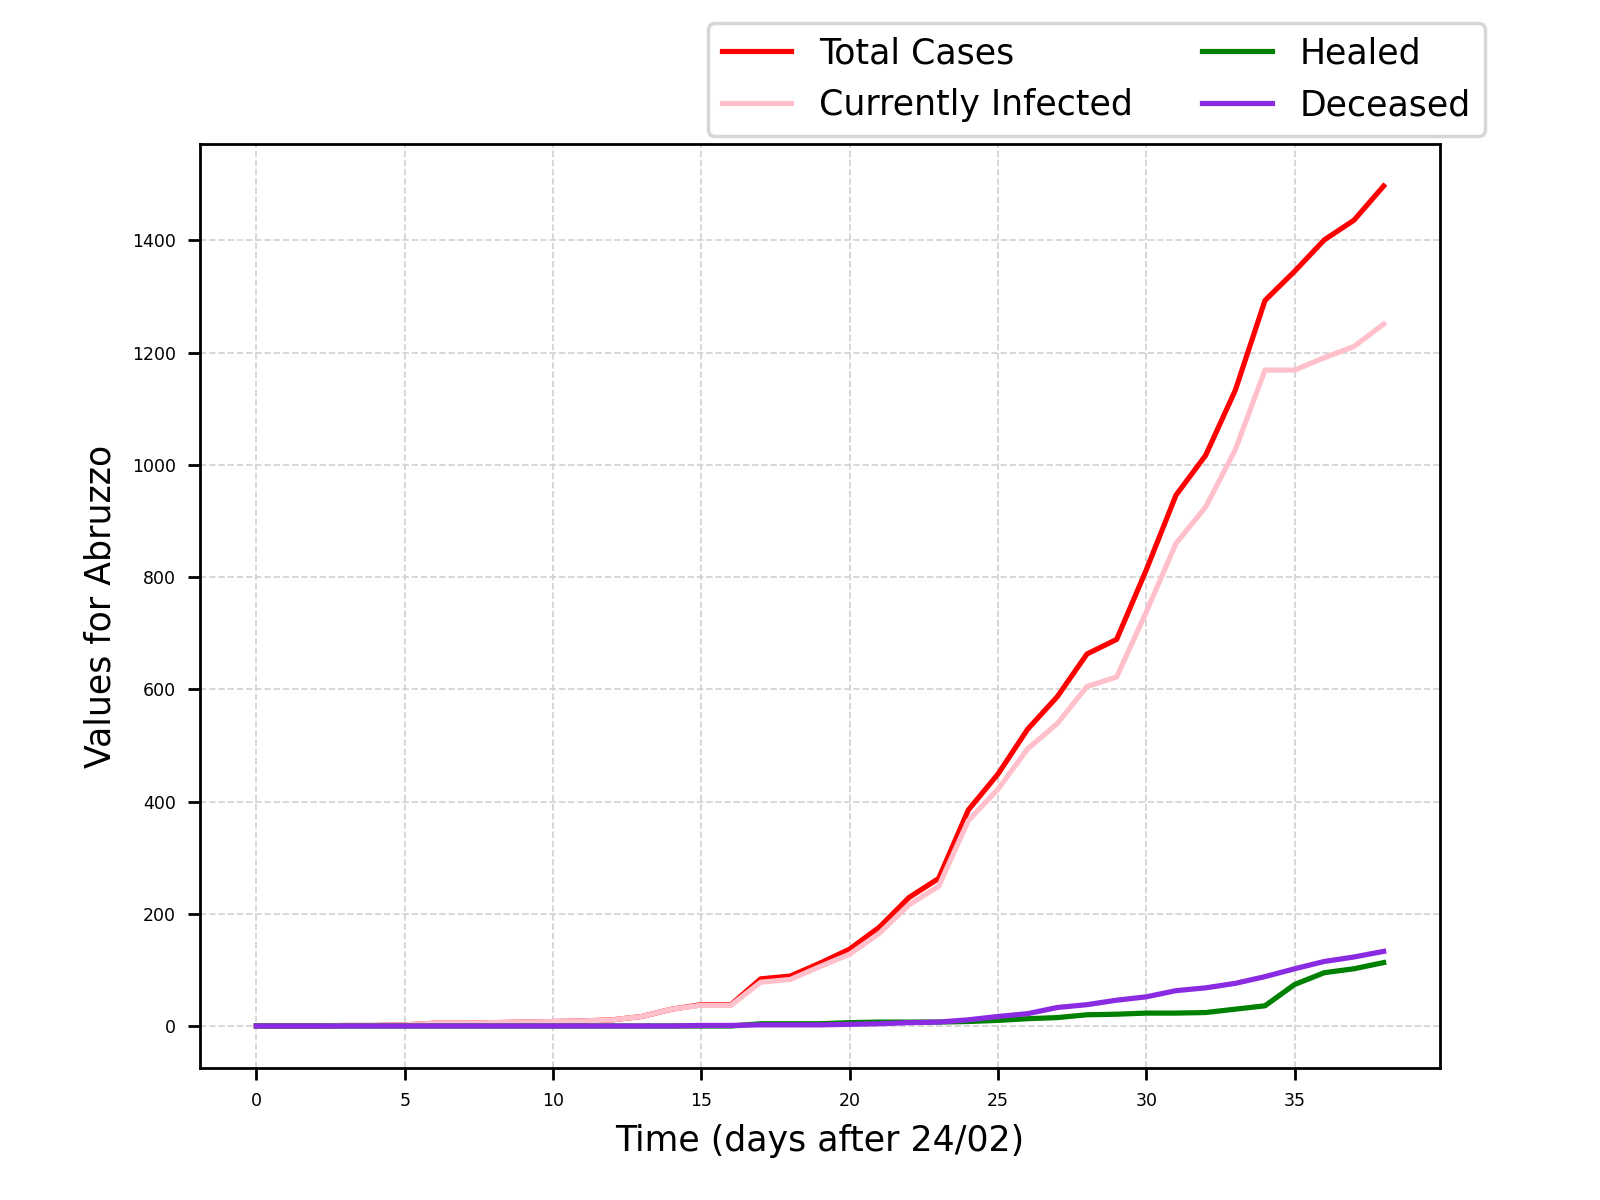 Total Cases
Currently Infected
Healed
Deceased
1400
1200
1000
800
600
400
200
0
Values for Abruzzo
0 5 10 15 20 25 30 35
Time (days after 24/02)